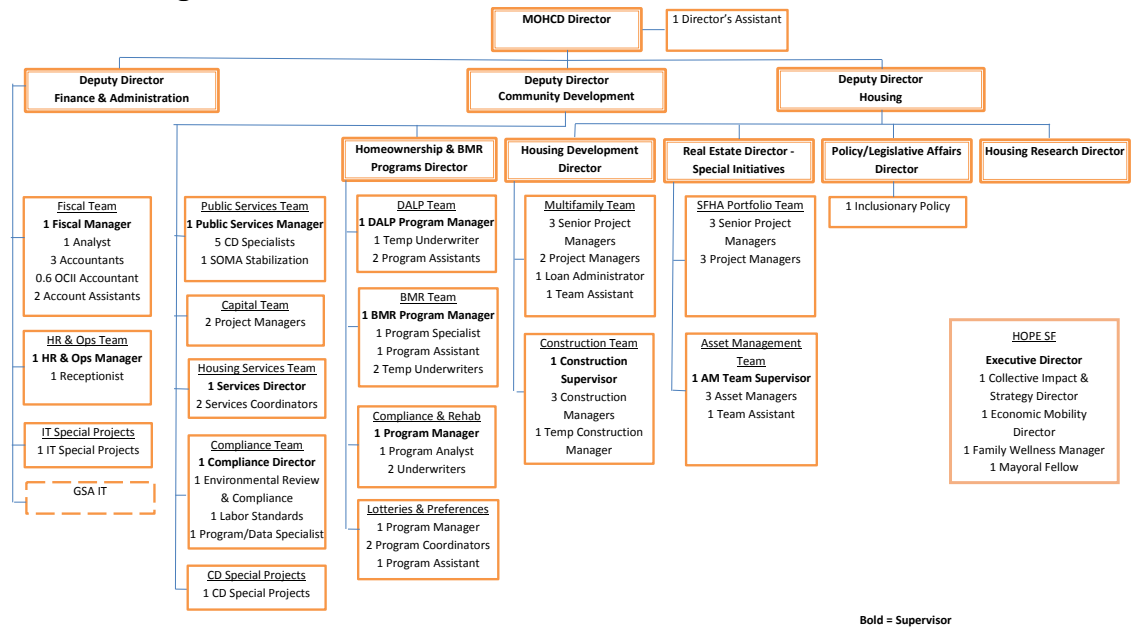 MOHCD Director
1 Director's Assistant
Deputy Director
Finance & Administration
Deputy Director
Community Development
Deputy Director
Housing
Homeownership & BMR
Programs Director
Housing Development
Director
Real Estate Director -
Special Initiatives
Policy/Legislative Affairs
Director
Housing Research Director
Fiscal Team
1 Fiscal Manager
1 Analyst
3 Accountants
0.6 OCII Accountant
2 Account Assistants
HR & Ops Team
1 HR & Ops Manager
1 Receptionist
IT Special Projects
1 IT Special Projects
GSA IT
Public Services Team
1 Public Services Manager
5 CD Specialists
1 SOMA Stabilization
Capital Team
2 Project Managers
Housing Services Team
1 Services Director
2 Services Coordinators
Compliance Team
1 Compliance Director
1 Environmental Review
& Compliance
1 Labor Standards
1 Program/Data Specialist
CD Special Projects
1 CD Special Projects
DALP Team
1 DALP Program Manager
1 Temp Underwriter
2 Program Assistants
BMR Team
1 BMR Program Manager
1 Program Specialist
1 Program Assistant
2 Temp Underwriters
Compliance & Rehab
1 Program Manager
1 Program Analyst
2 Underwriters
Lotteries & Preferences
1 Program Manager
2 Program Coordinators
1 Program Assistant
Multifamily Team
3 Senior Project
Managers
2 Project Managers
1 Loan Administrator
1 Team Assistant
Construction Team
1 Construction
Supervisor
3 Construction
Managers
1 Temp Construction
Manager
SFHA Portfolio Team
3 Senior Project
Managers
3 Project Managers
Asset Management
Team
1 AM Team Supervisor
3 Asset Managers
1 Team Assistant
1 Inclusionary Policy
HOPE SF
Executive Director
1 Collective Impact &
Strategy Director
1 Economic Mobility
Director
1 Family Wellness Manager
1 Mayoral Fellow
Bold = Supervisor